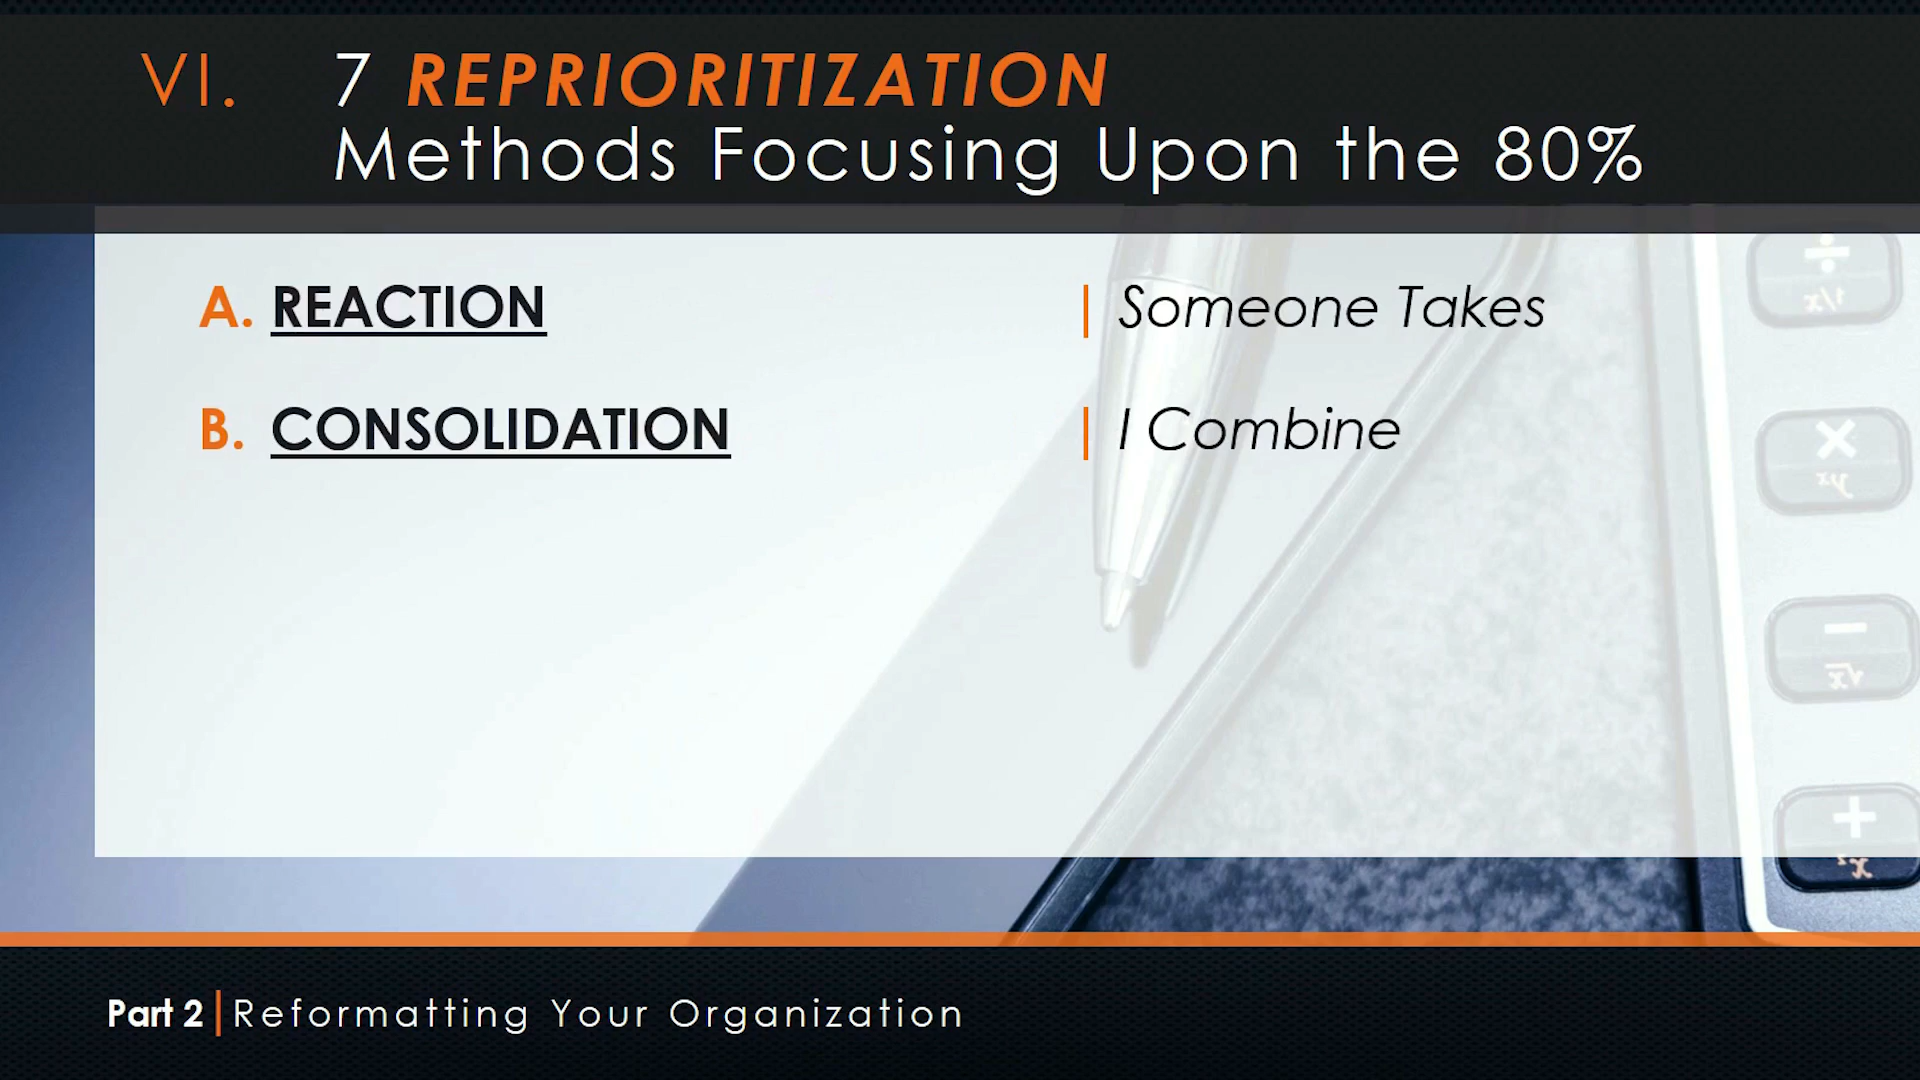 VI. 7 REPRIORITIZATION
Methods Focusing Upon the 80%
A. REACTION | Someone Takes
B. CONSOLIDATION | I Combine
Part 2 | Reformatting Your Organization